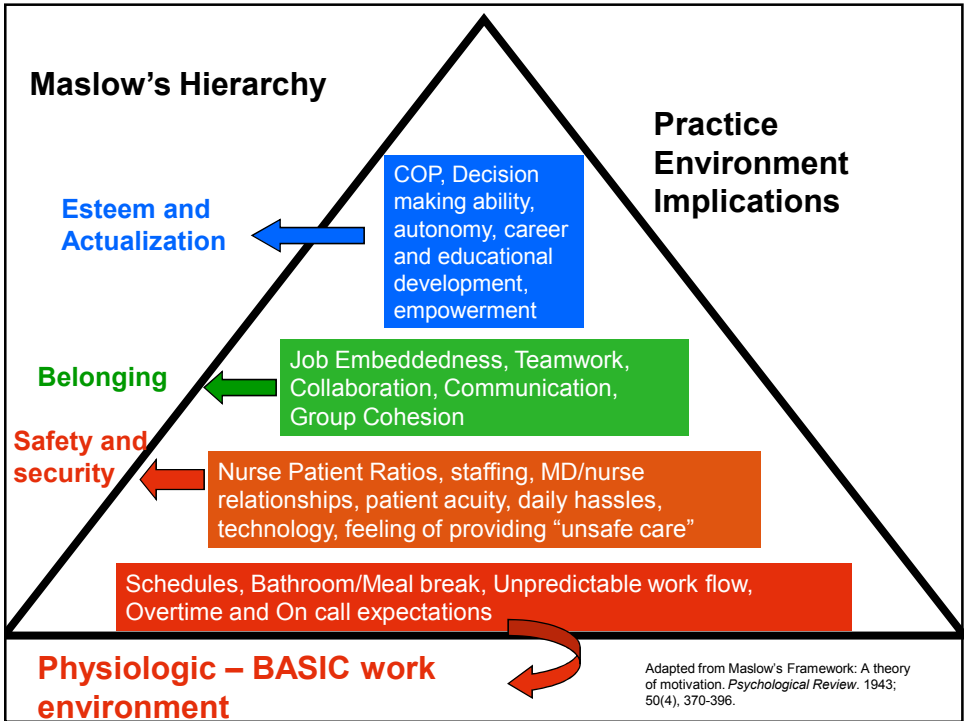 Maslow's Hierarchy
Practice
Environment
Implications
Esteem and
Actualization
COP, Decision
making ability,
autonomy, career
and educational
development,
empowerment
Belonging
Job Embeddedness, Teamwork,
Collaboration, Communication,
Group Cohesion
Safety and
security
Nurse Patient Ratios, staffing, MD/nurse
relationships, patient acuity, daily hassles,
technology, feeling of providing “unsafe care”
Schedules, Bathroom/Meal break, Unpredictable work flow,
Overtime and On call expectations
Physiologic – BASIC work
environment
Adapted from Maslow's Framework: A theory
of motivation. Psychological Review. 1943;
50(4), 370-396.